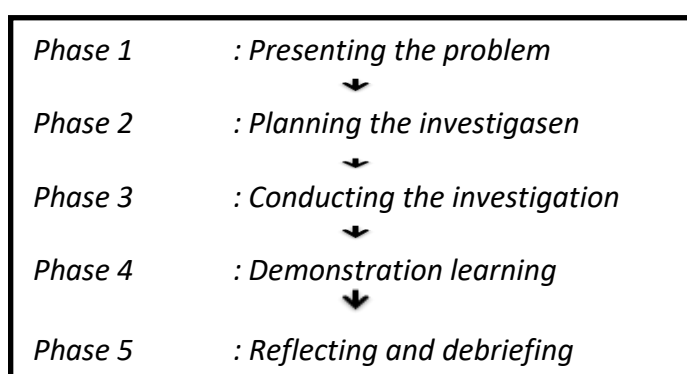 Phase 1 : Presenting the problem
Phase 2 : Planning the investigasen
Phase 3 : Conducting the investigation
Phase 4 : Demonstration learning
Phase 5 : Reflecting and debriefing